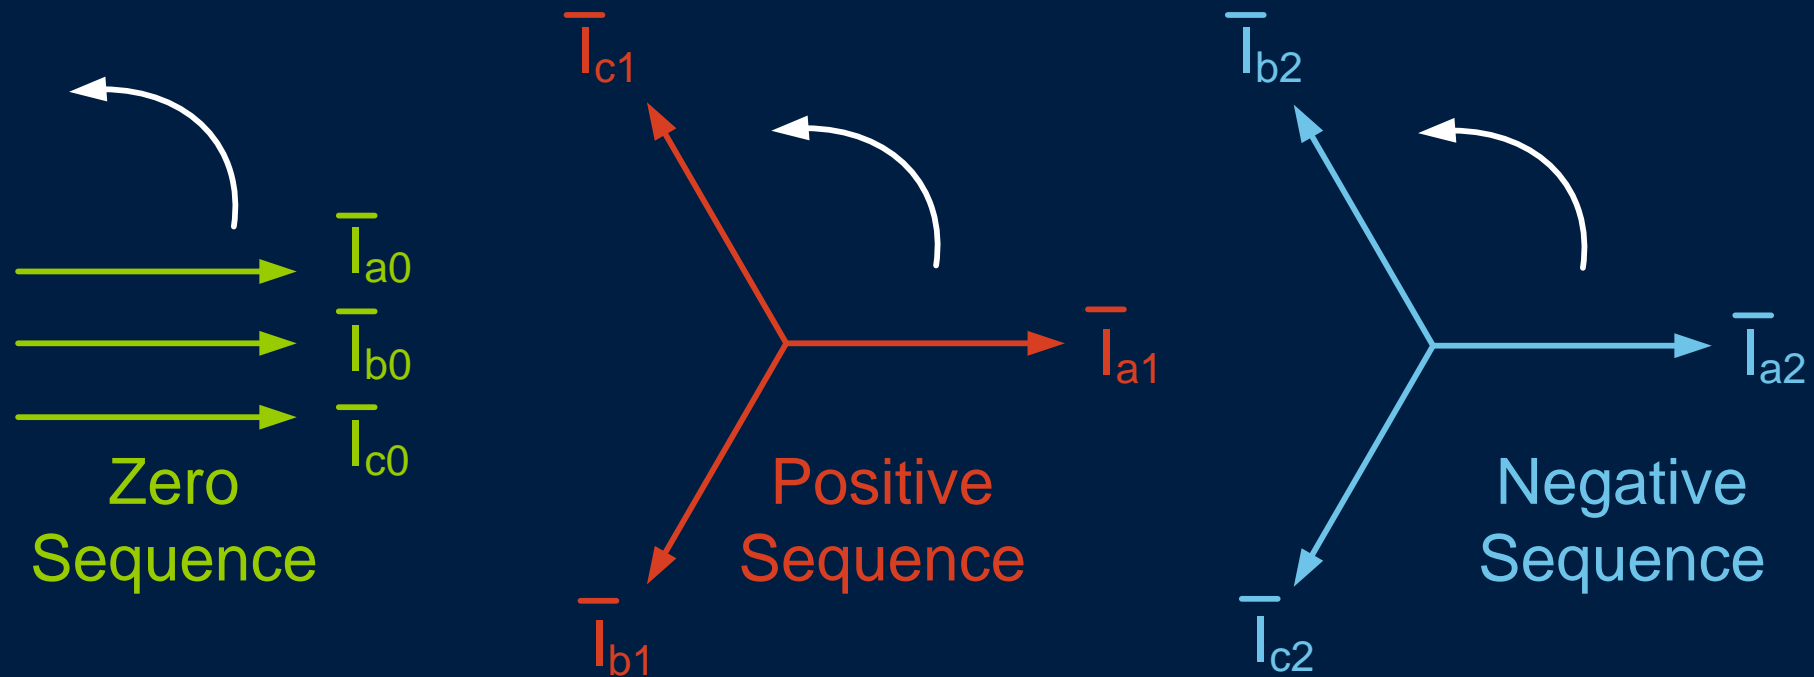 Ia0
Ib0
Ic0
Zero
Sequence
Ic1
Ia1
Ib1
Positive
Sequence
Ib2
Ia2
Ic2
Negative
Sequence